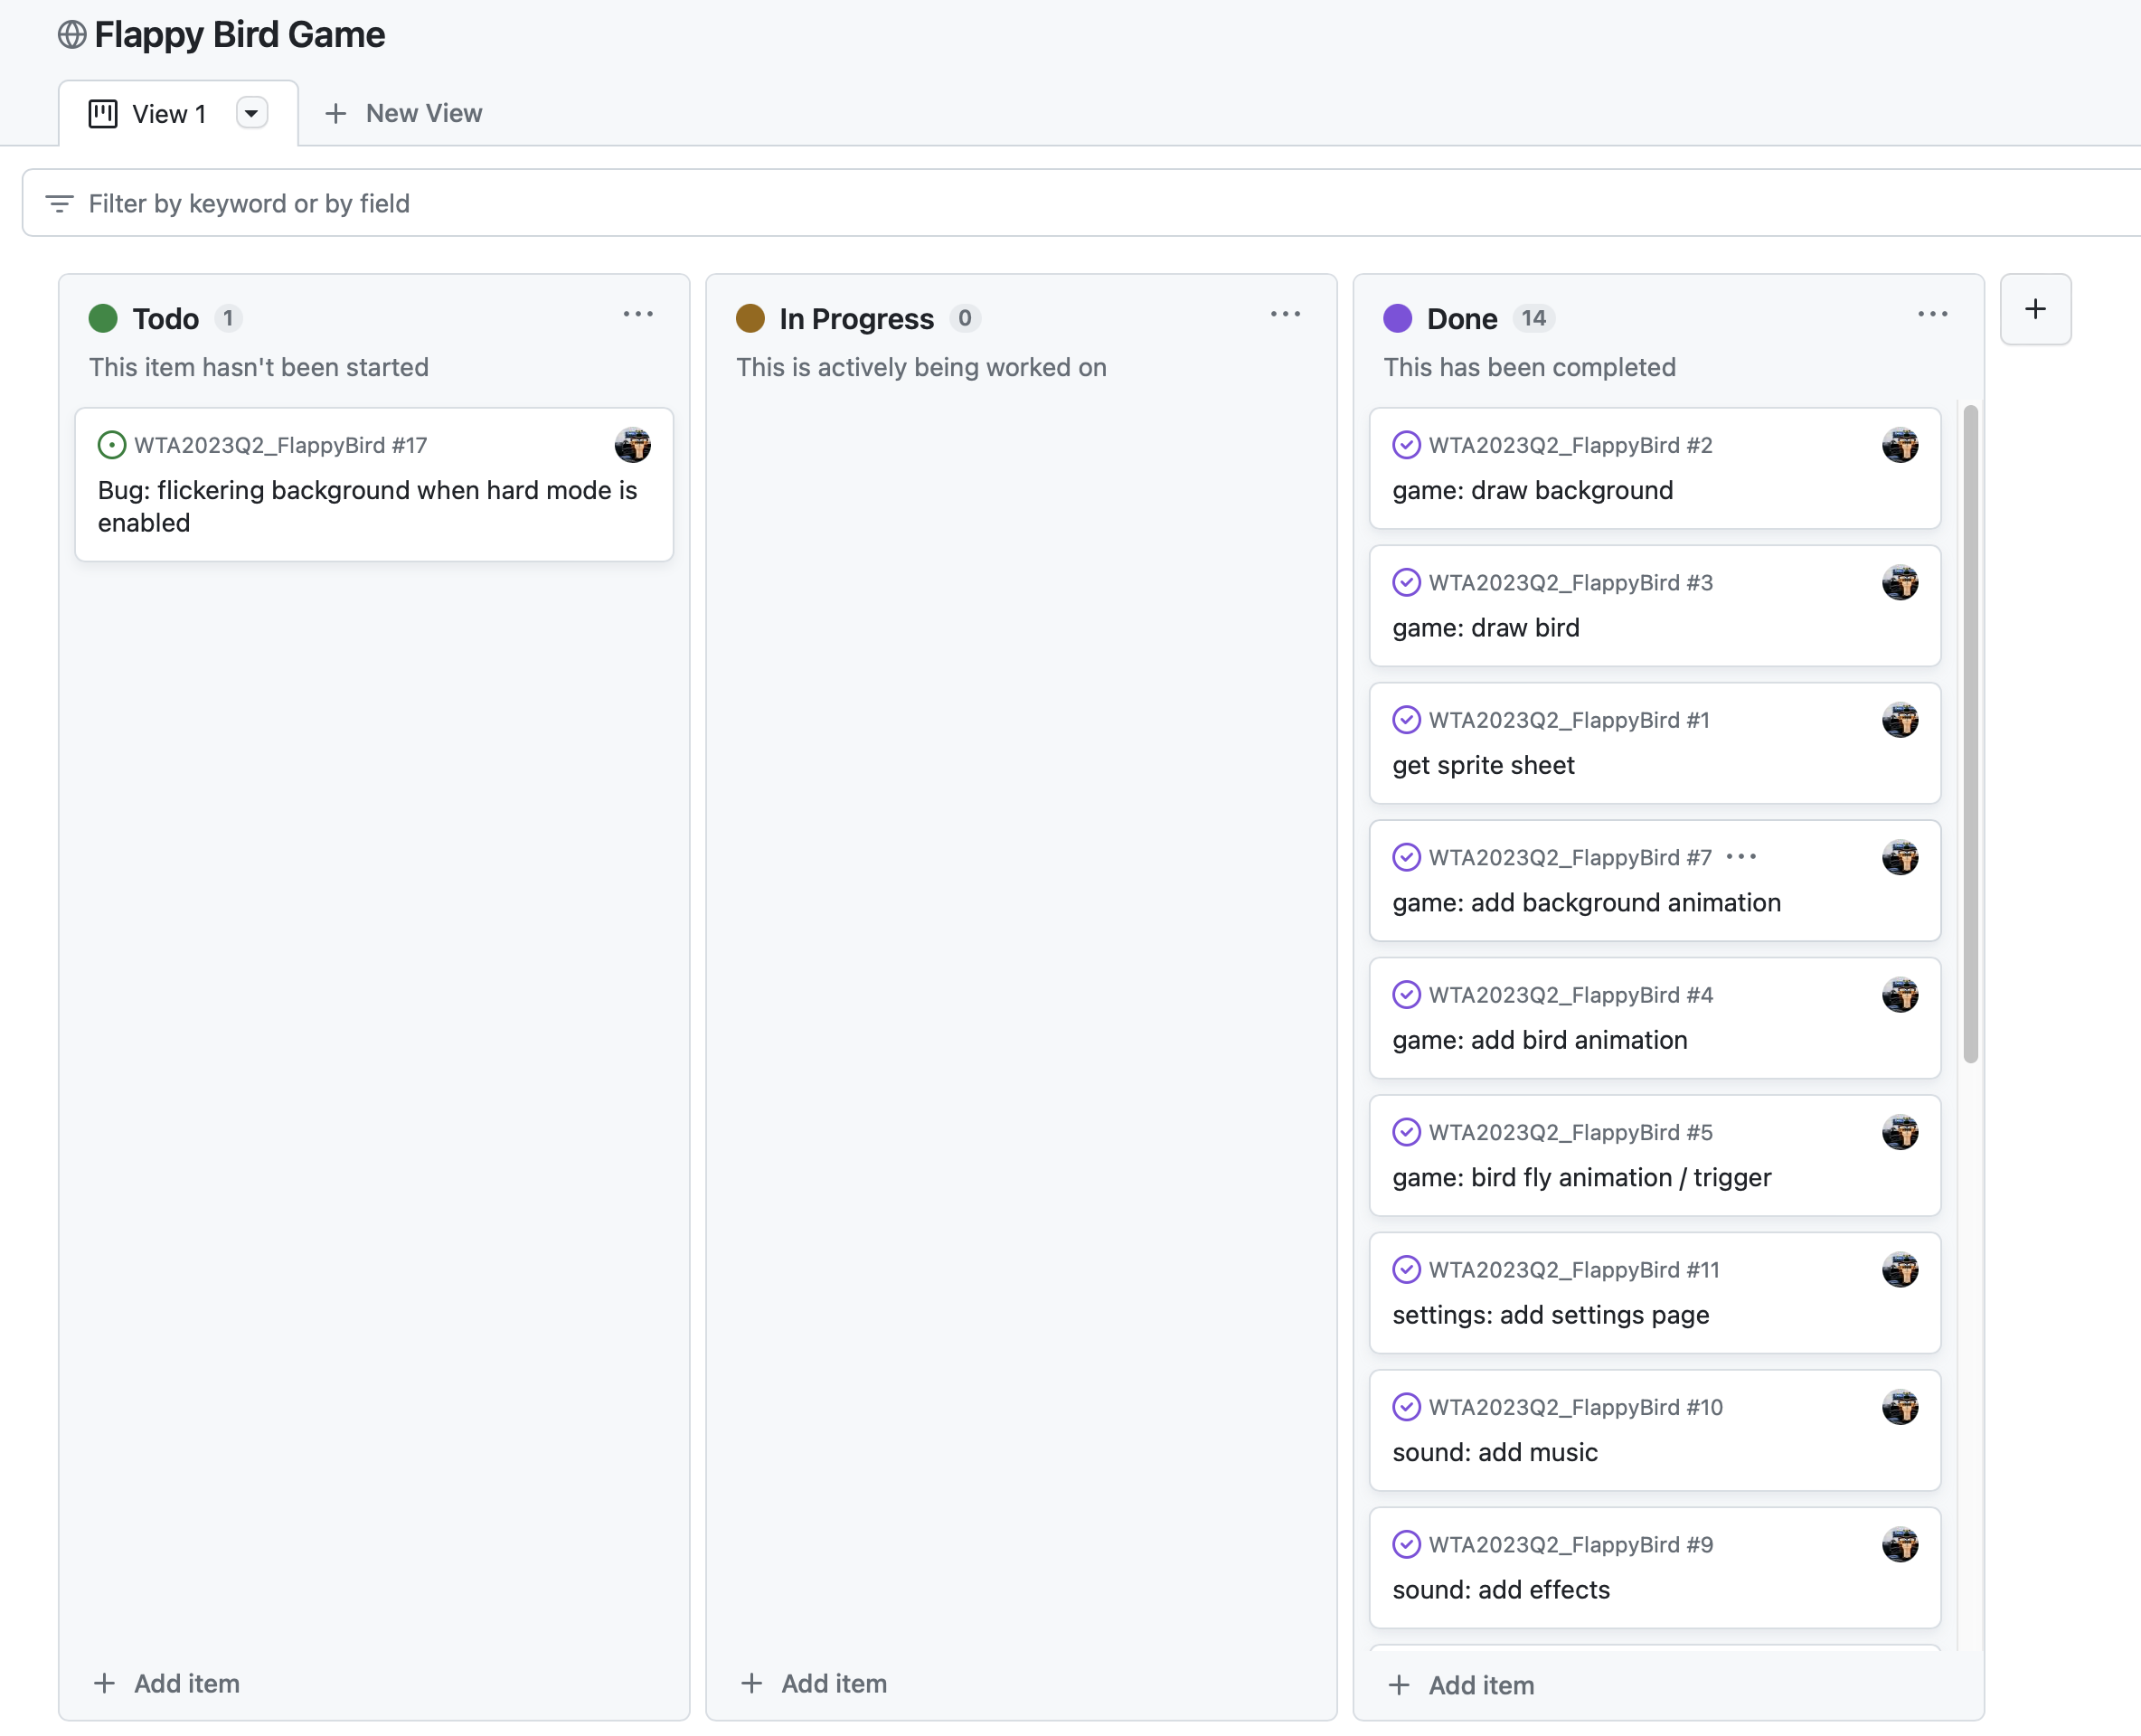 Flappy Bird Game
View 1
New View
Filter by keyword or by field
Todo 1
This item hasn't been started
WTA2023Q2_FlappyBird #17
Bug: flickering background when hard mode is
enabled
Add item
In Progress 0
This is actively being worked on
Add item
Done 14
This has been completed
WTA2023Q2_FlappyBird #2
game: draw background
WTA2023Q2_FlappyBird #3
game: draw bird
WTA2023Q2_FlappyBird #1
get sprite sheet
WTA2023Q2_FlappyBird #7
game: add background animation
WTA2023Q2_FlappyBird #4
game: add bird animation
WTA2023Q2_FlappyBird #5
game: bird fly animation / trigger
WTA2023Q2_FlappyBird #11
settings: add settings page
WTA2023Q2_FlappyBird #10
sound: add music
WTA2023Q2_FlappyBird #9
sound: add effects
Add item